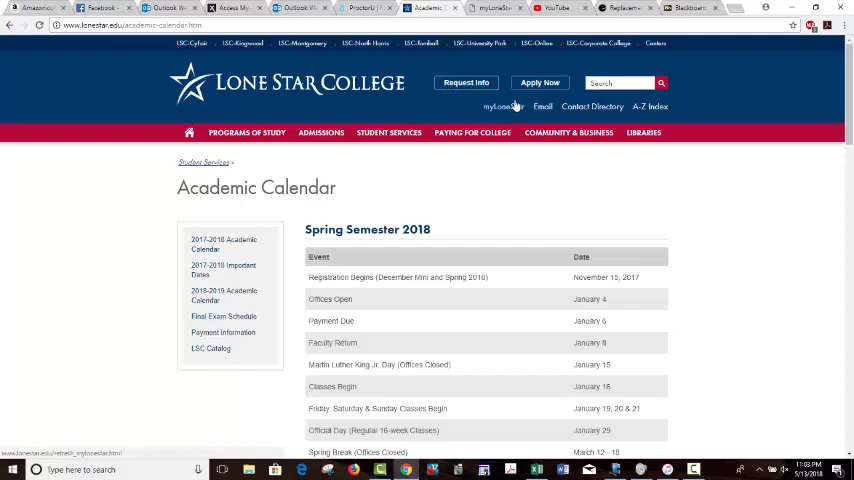 Amazon.co
Facebook -
Outlook We
Access My
Outlook We
ProctorU |
Academic C
myLoneSta
YouTube
Replaceme
Blackboard
www.lonestar.edu/academic-calendar.htm
LSC-CyFair LSC-Kingwood LSC-Montgomery LSC-North Harris LSC-Tomball LSC-University Park LSC-Online LSC-Corporate College Centers
LONE STAR COLLEGE
Request Info Apply Now Search
myLoneStar Email Contact Directory A-Z Index
PROGRAMS OF STUDY ADMISSIONS STUDENT SERVICES PAYING FOR COLLEGE COMMUNITY & BUSINESS LIBRARIES
Student Services »
Academic Calendar
2017-2018 Academic
Calendar
2017-2018 Important
Dates
2018-2019 Academic
Calendar
Final Exam Schedule
Payment Information
LSC Catalog
Spring Semester 2018
Event Date
Registration Begins (December Mini and Spring 2018) November 15, 2017
Offices Open January 4
Payment Due January 6
Faculty Return January 8
Martin Luther King Jr. Day (Offices Closed) January 15
Classes Begin January 16
Friday, Saturday & Sunday Classes Begin January 19, 20 & 21
Official Day (Regular 16-week Classes) January 29
Spring Break (Offices Closed) March 12 - 18
www.lonestar.edu/refresh_mylonestar.html
Type here to search
11:03 PM
5/13/2018